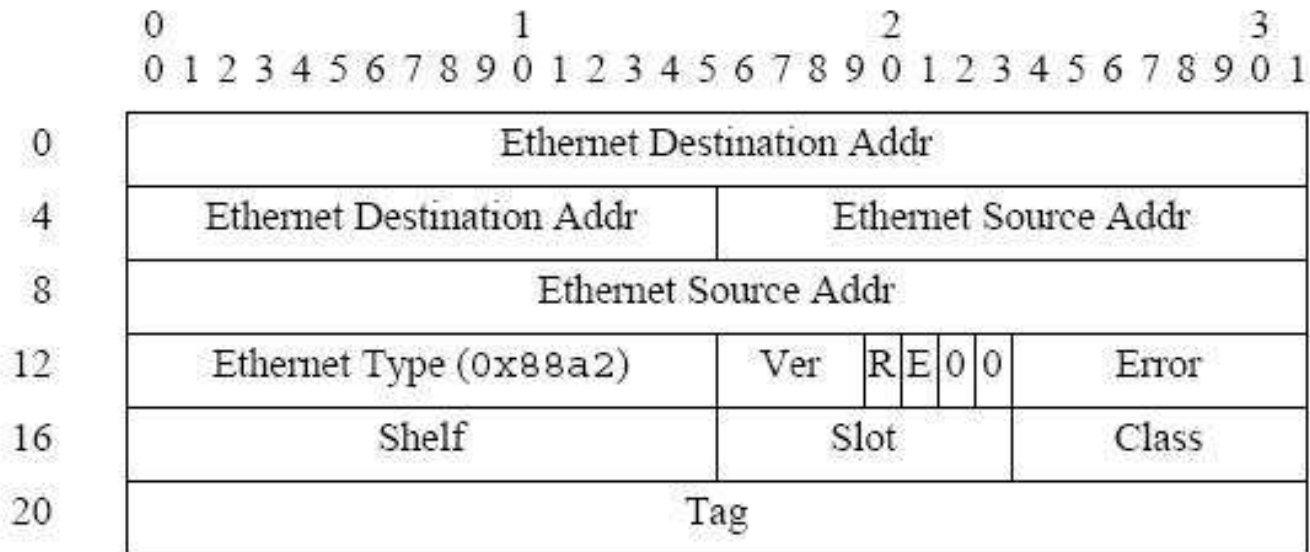 0 1 2 3
0 1 2 3 4 5 6 7 8 9 0 1 2 3 4 5 6 7 8 9 0 1 2 3 4 5 6 7 8 9 0 1
0 Ethernet Destination Addr
4 Ethernet Destination Addr Ethernet Source Addr
8 Ethernet Source Addr
12 Ethernet Type (0x88a2) Ver R E 0 0 Error
16 Shelf Slot Class
20 Tag